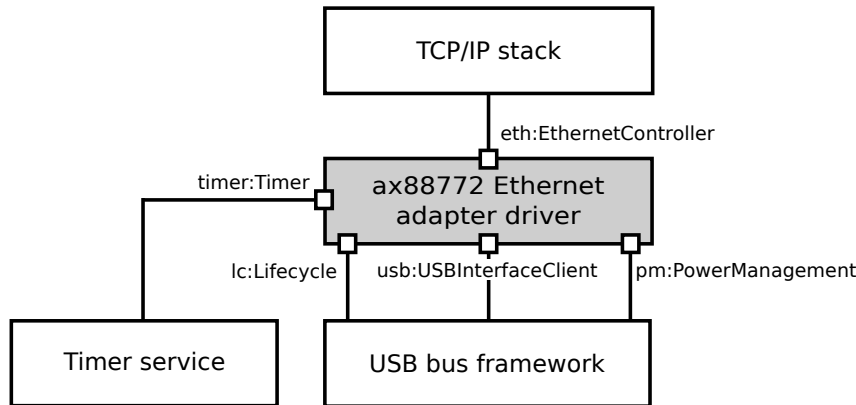 TCP/IP stack
eth:EthernetController
timer:Timer
ax88772 Ethernet
adapter driver
lc:Lifecycle
usb:USBInterfaceClient
pm:PowerManagement
Timer service
USB bus framework